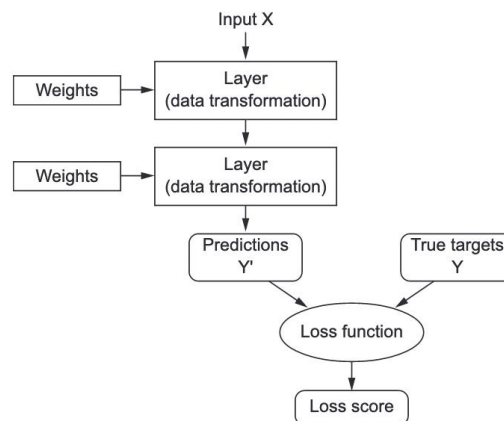 Input X
Weights
Layer
(data transformation)
Weights
Layer
(data transformation)
Predictions
Y'
True targets
Y
Loss function
Loss score